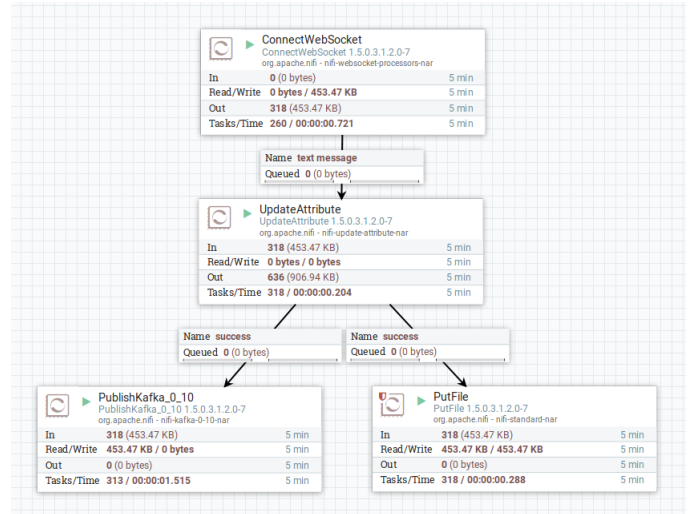 ConnectWebSocket
ConnectWebSocket 1.5.0.3.1.2.0-7
org.apache.nifi - nifi-websocket-processors-nar
In 0 (0 bytes) 5 min
Read/Write 0 bytes / 453.47 KB 5 min
Out 318 (453.47 KB) 5 min
Tasks/Time 260 / 00:00:00.721 5 min
Name text message
Queued 0 (0 bytes)
UpdateAttribute
UpdateAttribute 1.5.0.3.1.2.0-7
org.apache.nifi - nifi-update-attribute-nar
In 318 (453.47 KB) 5 min
Read/Write 0 bytes / 0 bytes 5 min
Out 636 (906.94 KB) 5 min
Tasks/Time 318 / 00:00:00.204 5 min
Name success
Queued 0 (0 bytes)
Name success
Queued 0 (0 bytes)
PublishKafka_0_10
PublishKafka_0_10 1.5.0.3.1.2.0-7
org.apache.nifi - nifi-kafka-0-10-nar
In 318 (453.47 KB) 5 min
Read/Write 453.47 KB / 0 bytes 5 min
Out 0 (0 bytes) 5 min
Tasks/Time 313 / 00:00:01.515 5 min
PutFile
PutFile 1.5.0.3.1.2.0-7
org.apache.nifi - nifi-standard-nar
In 318 (453.47 KB) 5 min
Read/Write 453.47 KB / 453.47 KB 5 min
Out 0 (0 bytes) 5 min
Tasks/Time 318 / 00:00:00.288 5 min